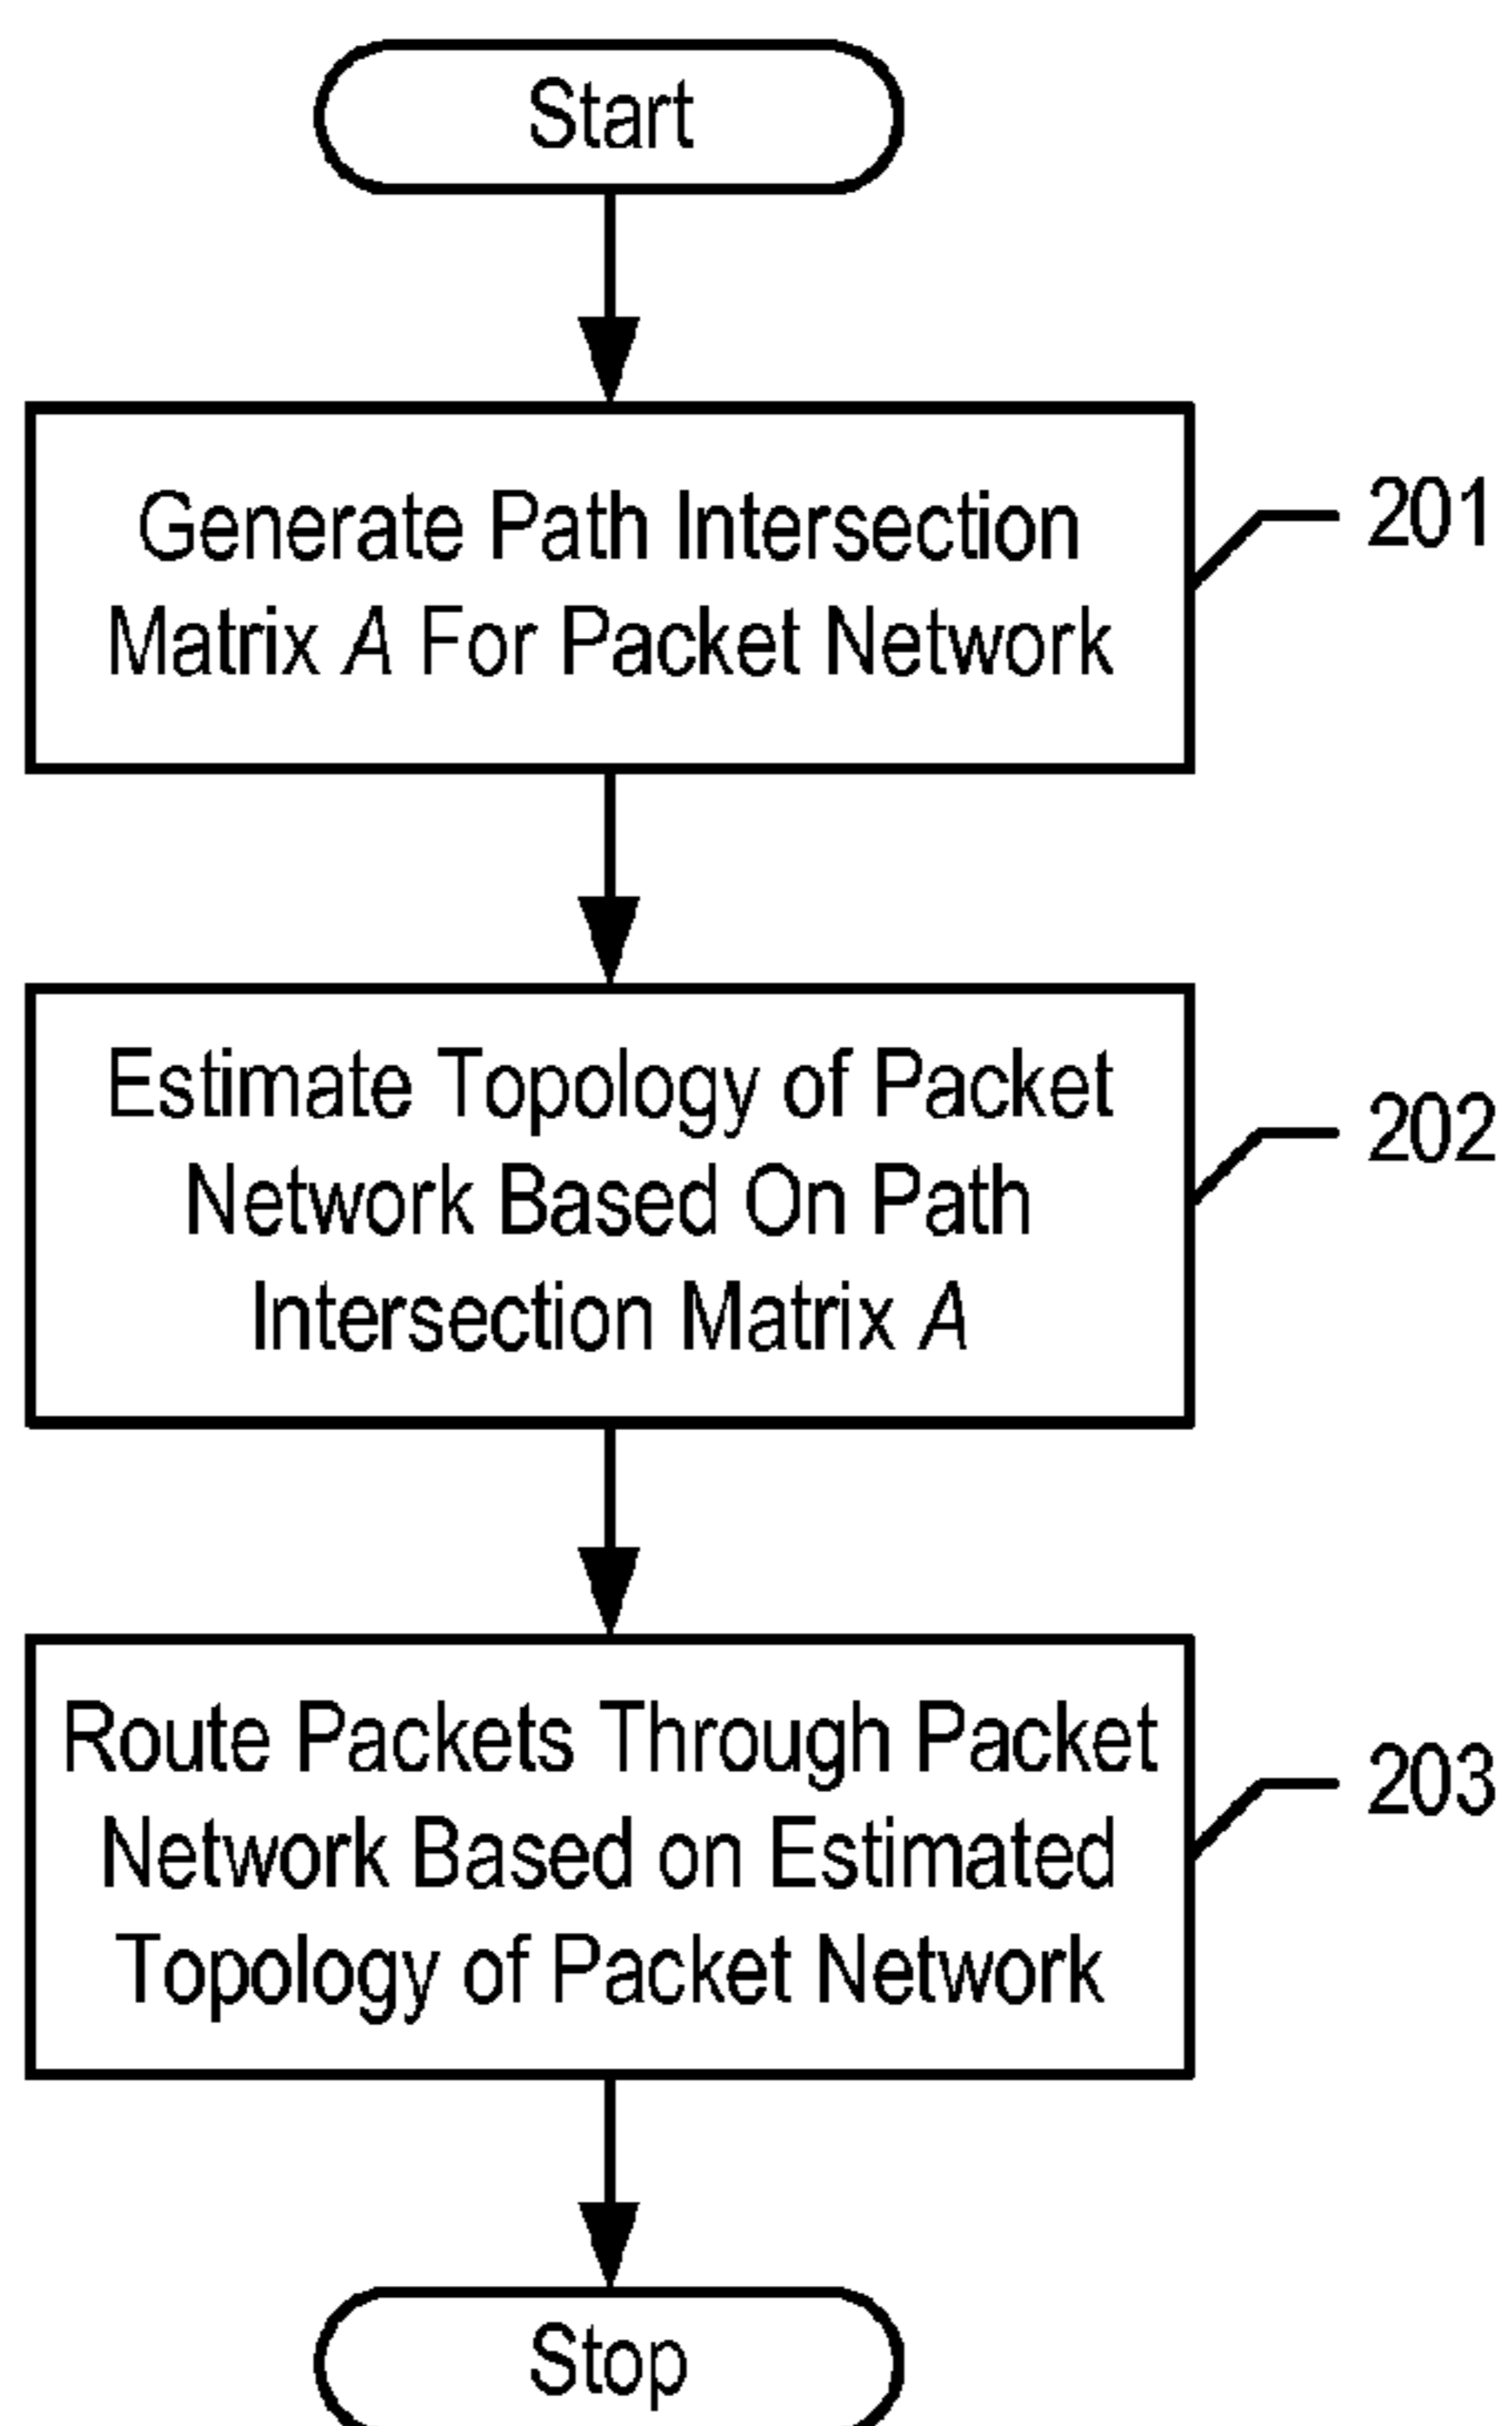 Start
Generate Path Intersection
Matrix A For Packet Network
201
Estimate Topology of Packet
Network Based On Path
Intersection Matrix A
202
Route Packets Through Packet
Network Based on Estimated
Topology of Packet Network
203
Stop